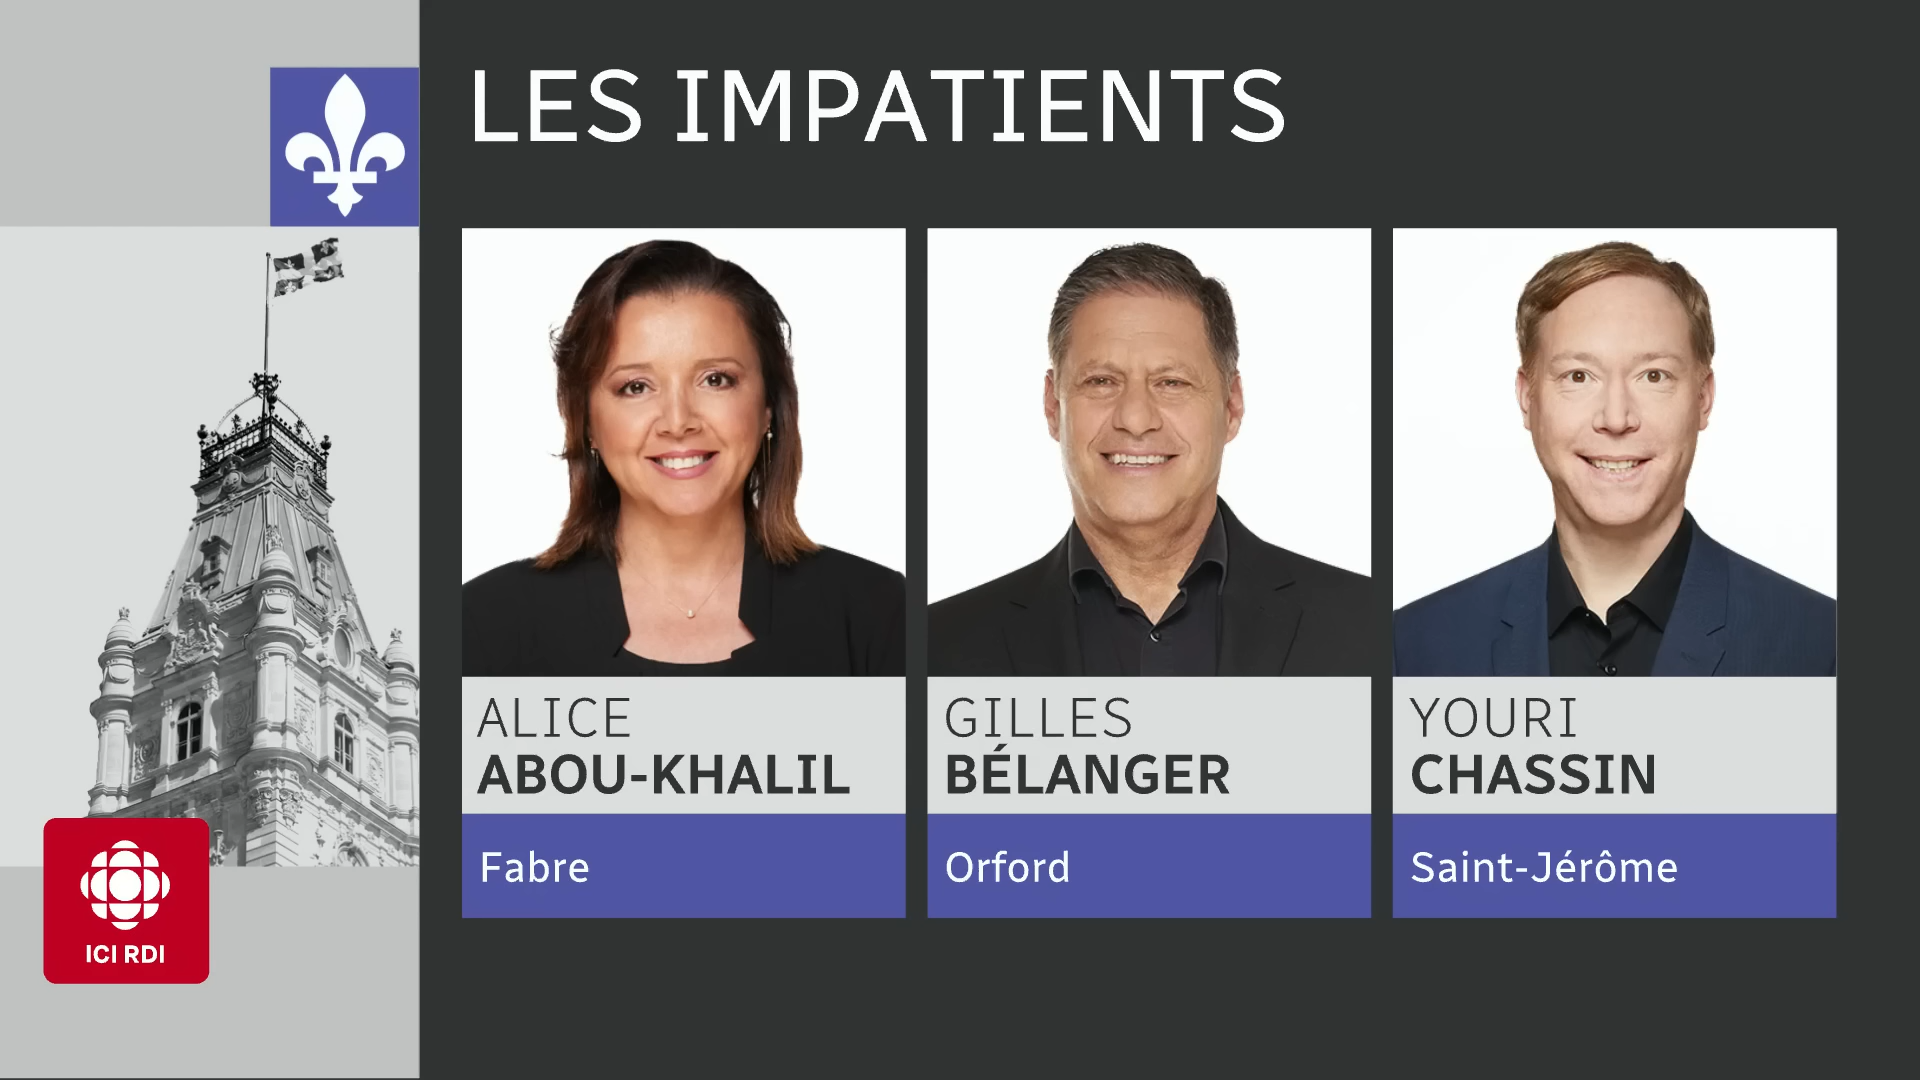 LES IMPATIENTS
ALICE
ABOU-KHALIL
Fabre
GILLES
BÉLANGER
Orford
YOURI
CHASSIN
Saint-Jérôme
ICI RDI